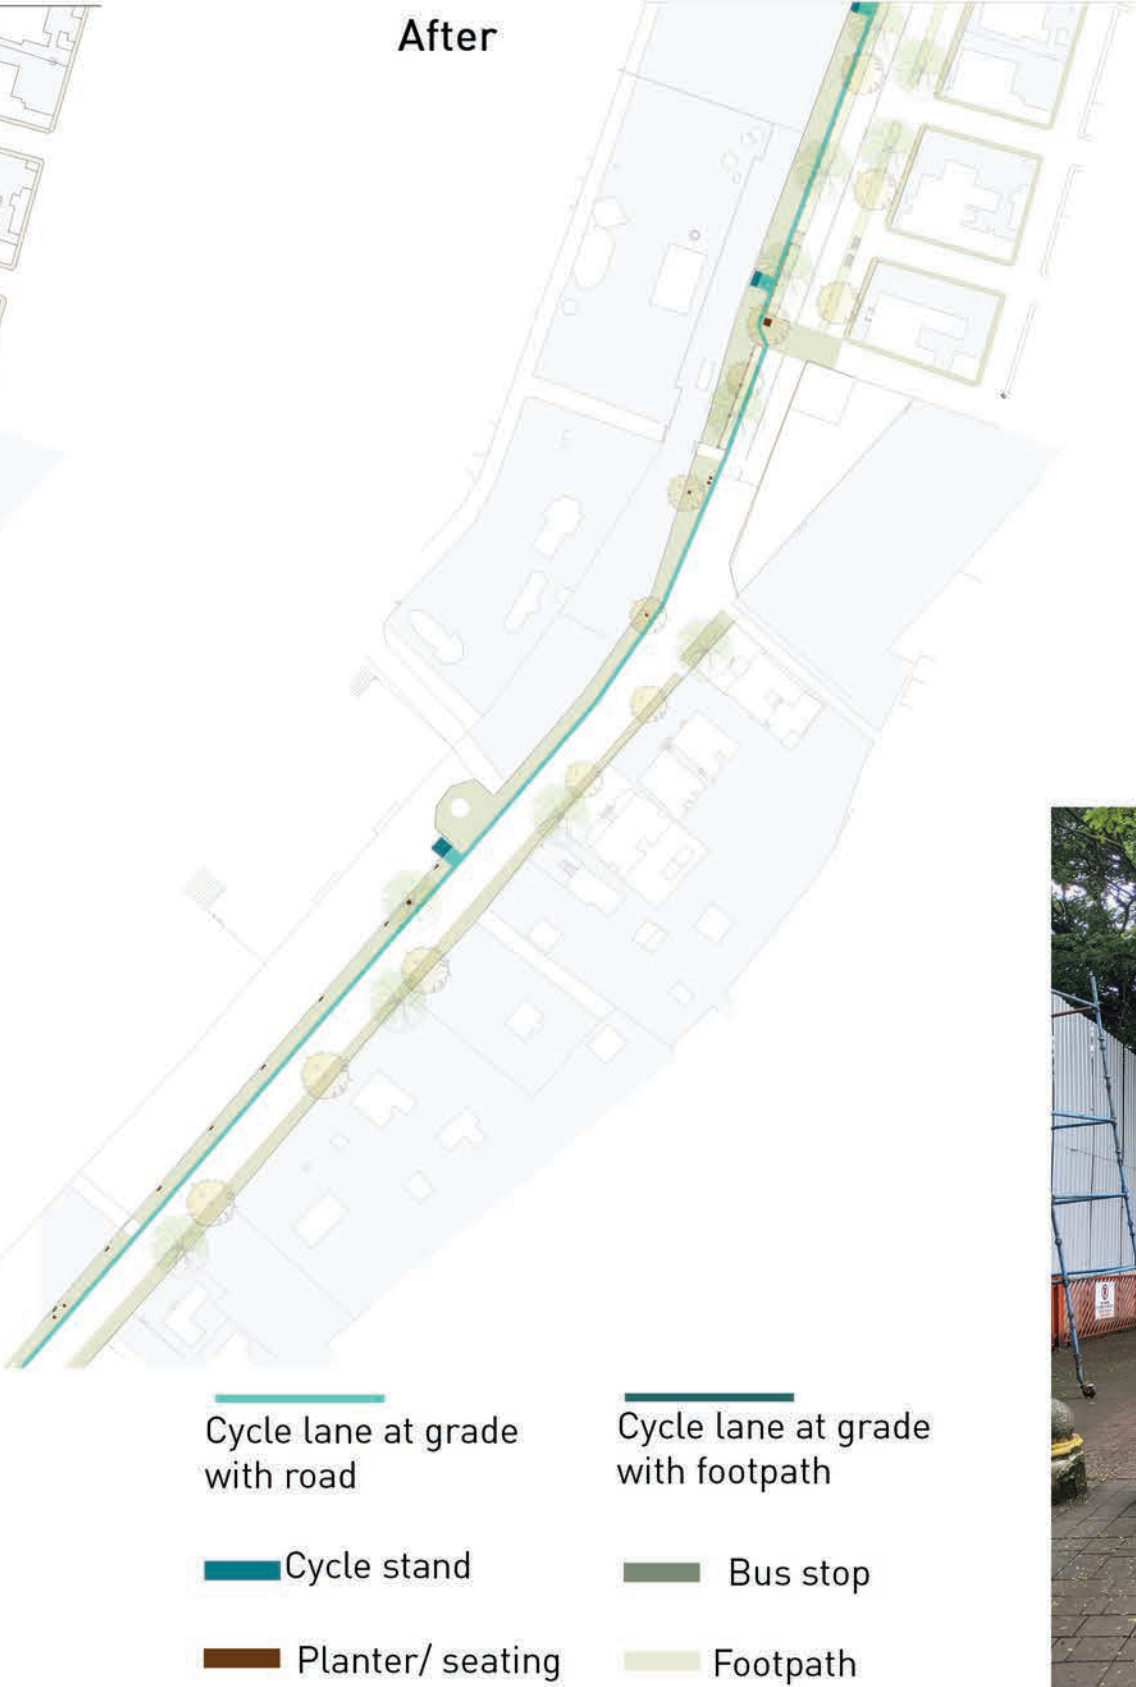 After
Cycle lane at grade
with road
Cycle lane at grade
with footpath
Cycle stand
Bus stop
Planter/ seating
Footpath